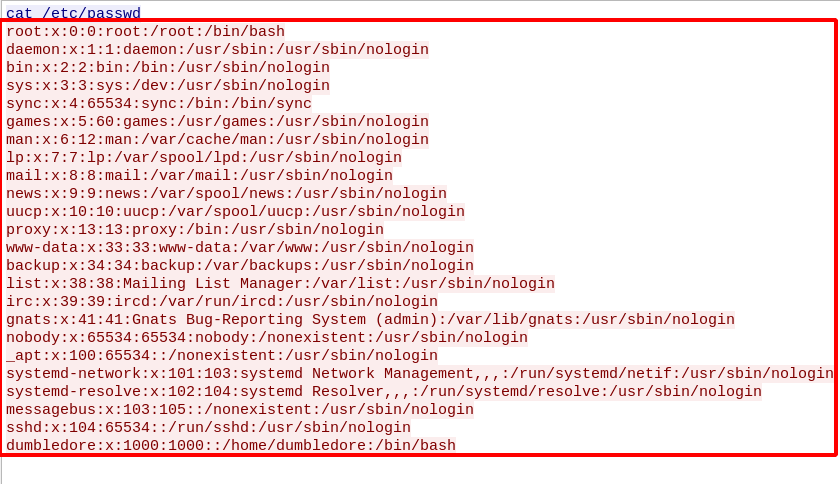 cat /etc/passwd
root:x:0:0:root:/root:/bin/bash
daemon:x:1:1:daemon:/usr/sbin:/usr/sbin/nologin
bin:x:2:2:bin:/bin:/usr/sbin/nologin
sys:x:3:3:sys:/dev:/usr/sbin/nologin
sync:x:4:65534:sync:/bin:/bin/sync
games:x:5:60:games:/usr/games:/usr/sbin/nologin
man:x:6:12:man:/var/cache/man:/usr/sbin/nologin
lp:x:7:7:lp:/var/spool/lpd:/usr/sbin/nologin
mail:x:8:8:mail:/var/mail:/usr/sbin/nologin
news:x:9:9:news:/var/spool/news:/usr/sbin/nologin
uucp:x:10:10:uucp:/var/spool/uucp:/usr/sbin/nologin
proxy:x:13:13:proxy:/bin:/usr/sbin/nologin
www-data:x:33:33:www-data:/var/www:/usr/sbin/nologin
backup:x:34:34:backup:/var/backups:/usr/sbin/nologin
list:x:38:38:Mailing List Manager:/var/list:/usr/sbin/nologin
irc:x:39:39:ircd:/var/run/ircd:/usr/sbin/nologin
gnats:x:41:41:Gnats Bug-Reporting System (admin):/var/lib/gnats:/usr/sbin/nologin
nobody:x:65534:65534:nobody:/nonexistent:/usr/sbin/nologin
_apt:x:100:65534::/nonexistent:/usr/sbin/nologin
systemd-network:x:101:103:systemd Network Management,,,:/run/systemd/netif:/usr/sbin/nologin
systemd-resolve:x:102:104:systemd Resolver,,,:/run/systemd/resolve:/usr/sbin/nologin
messagebus:x:103:105::/nonexistent:/usr/sbin/nologin
sshd:x:104:65534::/run/sshd:/usr/sbin/nologin
dumbledore:x:1000:1000::/home/dumbledore:/bin/bash